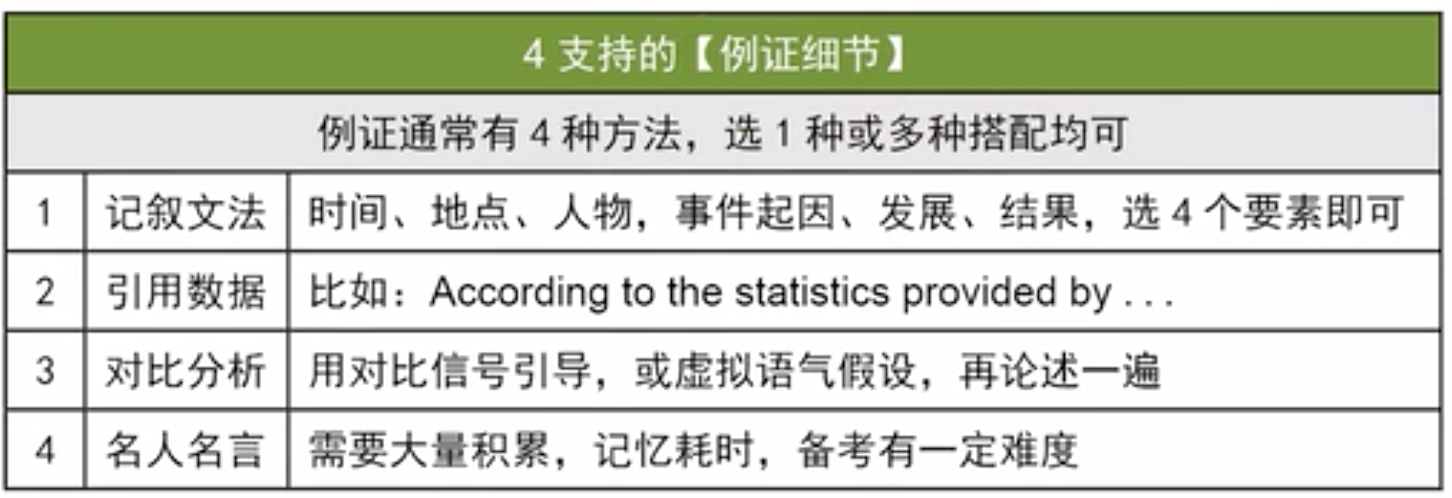 4 支持的【例证细节】
例证通常有 4 种方法，选 1 种或多种搭配均可
1 记叙文法 时间、地点、人物，事件起因、发展、结果，选 4 个要素即可
2 引用数据 比如：According to the statistics provided by . . .
3 对比分析 用对比信号引导，或虚拟语气假设，再论述一遍
4 名人名言 需要大量积累，记忆耗时，备考有一定难度